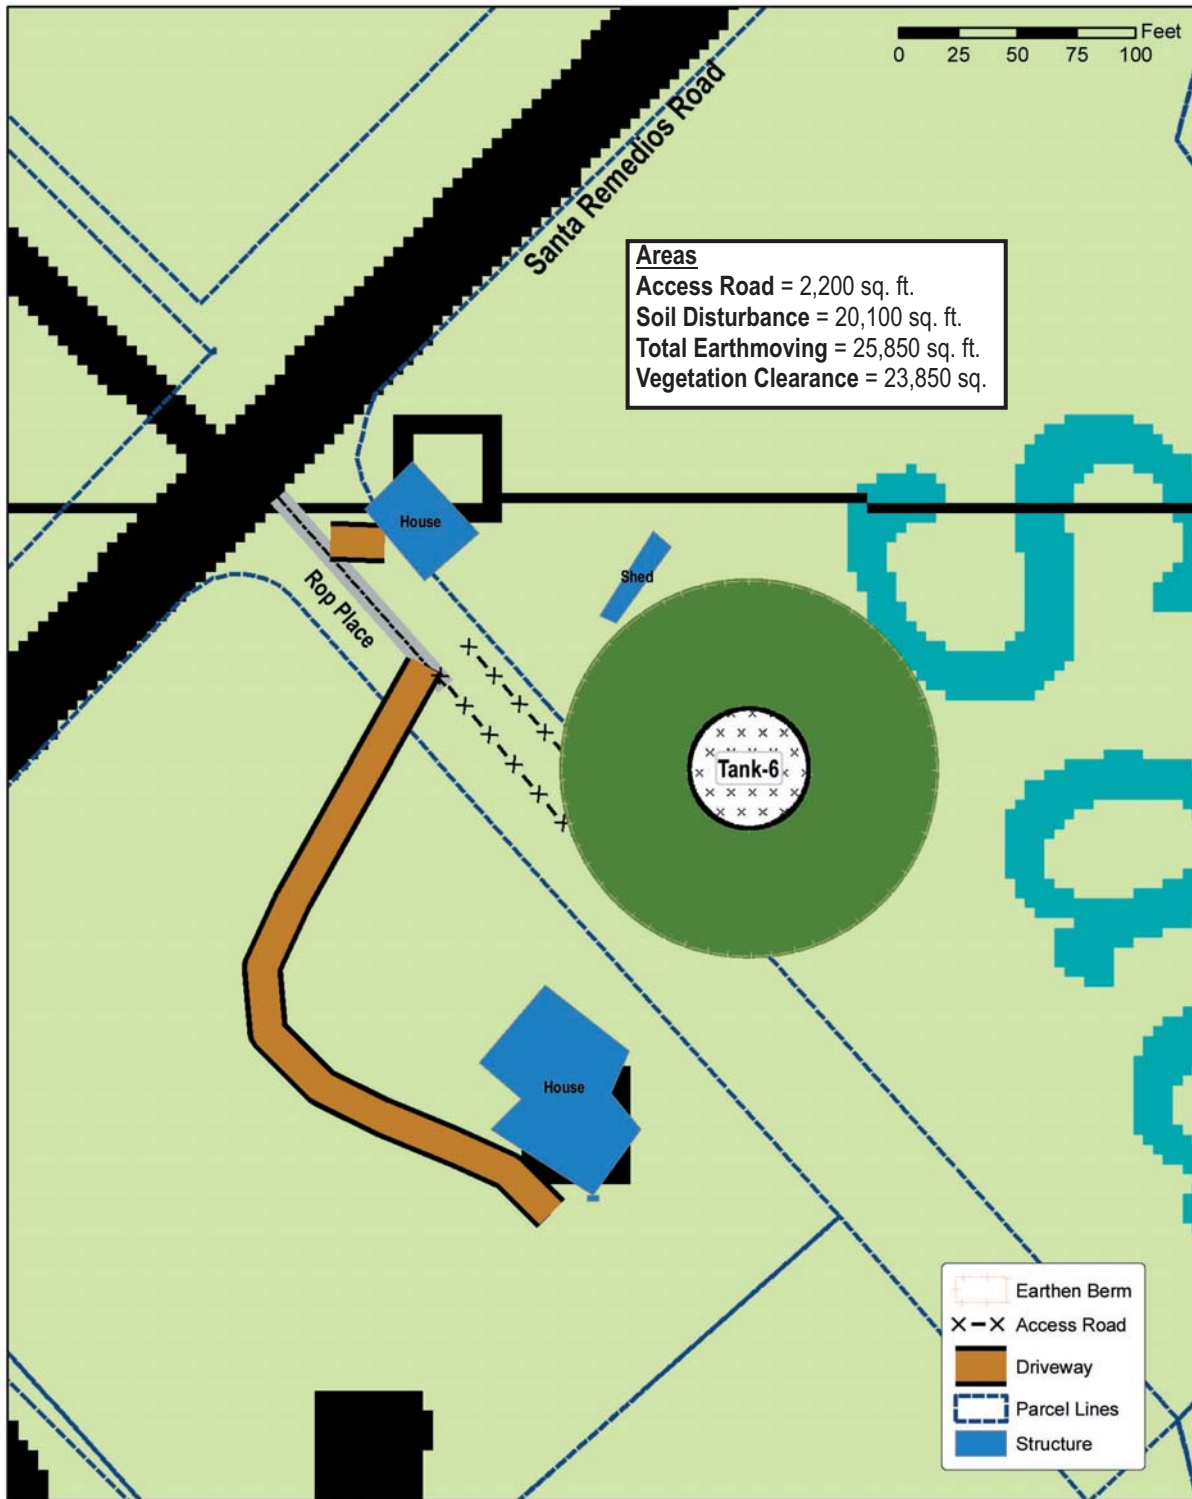 Feet
0 25 50 75 100
Santa Remedios Road
Areas
Access Road = 2,200 sq. ft.
Soil Disturbance = 20,100 sq. ft.
Total Earthmoving = 25,850 sq. ft.
Vegetation Clearance = 23,850 sq.
House
Shed
Rop Place
Tank-6
House
Earthen Berm
Access Road
Driveway
Parcel Lines
Structure